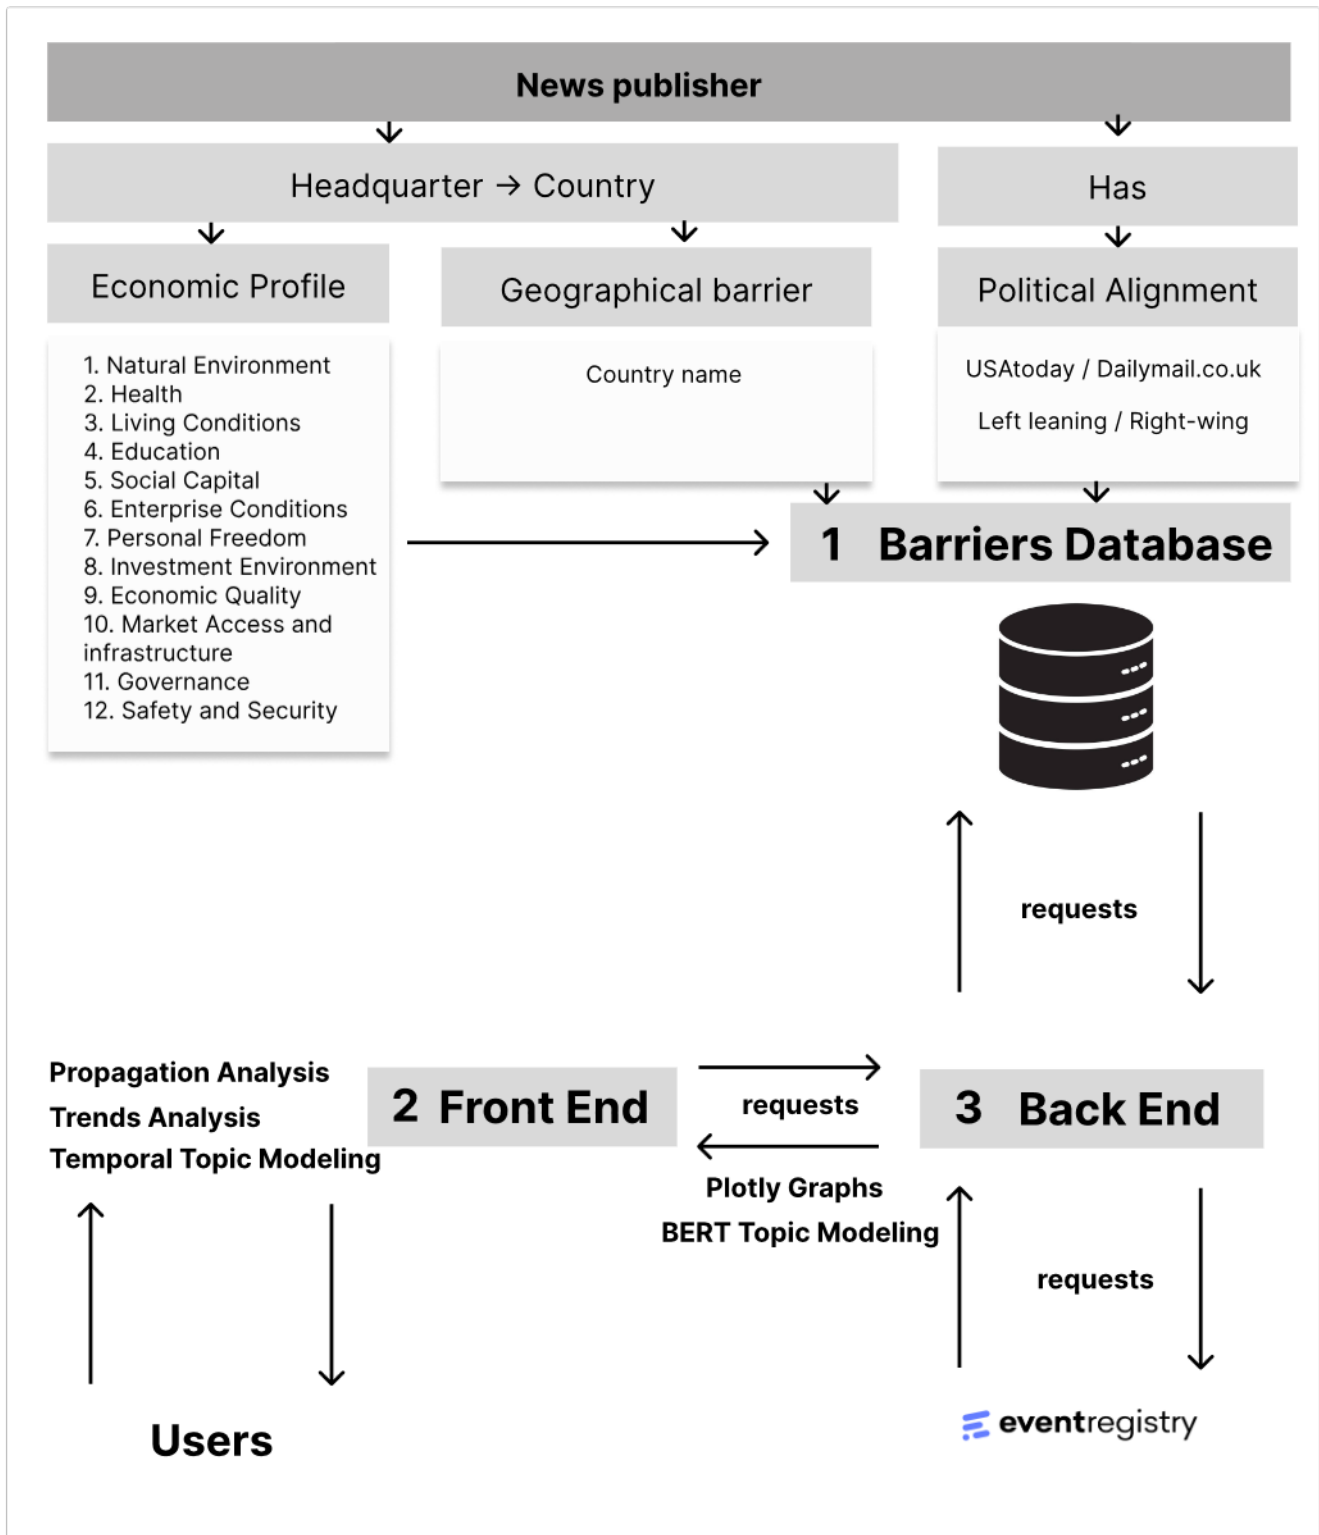 News publisher
Headquarter → Country
Has
Economic Profile
Geographical barrier
Political Alignment
1. Natural Environment
2. Health
3. Living Conditions
4. Education
5. Social Capital
6. Enterprise Conditions
7. Personal Freedom
8. Investment Environment
9. Economic Quality
10. Market Access and
infrastructure
11. Governance
12. Safety and Security
Country name
USAtoday / Dailymail.co.uk
Left leaning / Right-wing
1 Barriers Database
requests
Propagation Analysis
Trends Analysis
Temporal Topic Modeling
2 Front End
requests
Plotly Graphs
BERT Topic Modeling
3 Back End
requests
Users
eventregistry